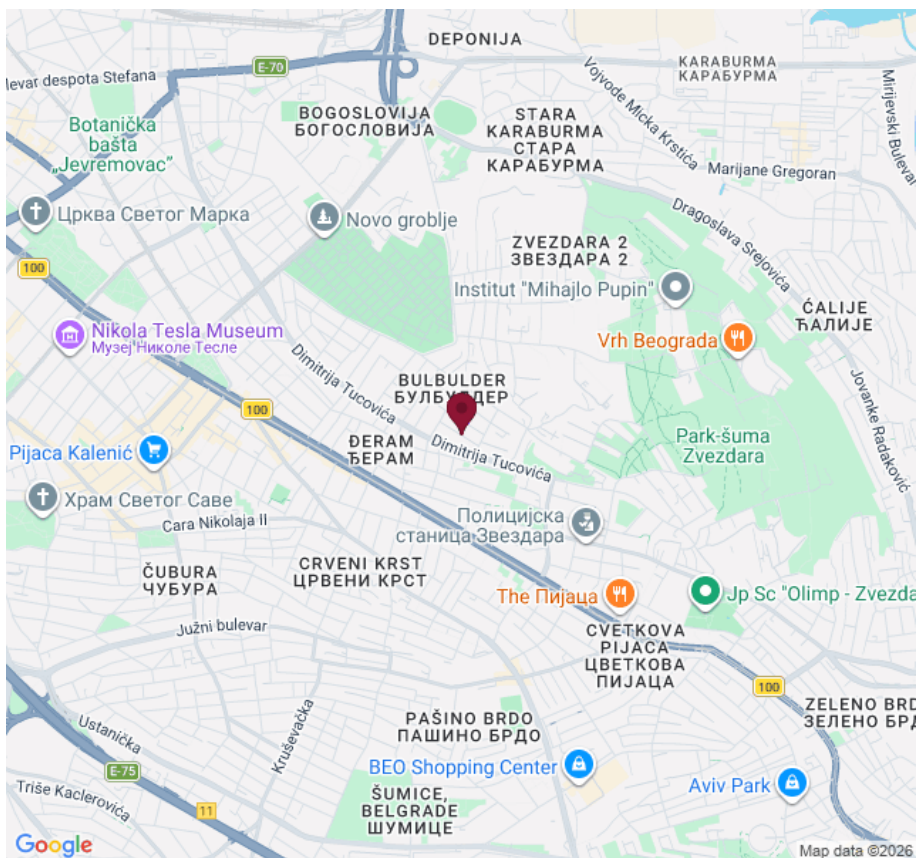 DEPONIJA
KARABURMA
КАРАБУРМА
E-70
levar despota Stefana
Vojvode Micka Krstića
Mirijevski Bulevar
BOGOSLOVIJA
БОГОСЛОВИЈА
STARA
KARABURMA
СТАРА
КАРАБУРМА
Botanička
bašta
„Jevremovac”
Marijane Gregoran
Црква Светог Марка
Novo groblje
Dragoslava Srejovića
ZVEZDARA 2
ЗВЕЗДАРА 2
100
Institut "Mihajlo Pupin"
ĆALIJE
ЋАЛИЈЕ
Nikola Tesla Museum
Музеј Николе Тесле
Vrh Beograda
Dimitrija Tucovića
BULBULDER
БУЛБУЛДЕР
Jovanke Radaković
100
ĐERAM
ЂЕРАМ
Dimitrija Tucovića
Park-šuma
Zvezdara
Pijaca Kalenić
Храм Светог Саве
Cara Nikolaja II
Полицијска
станица Звездара
CRVENI KRST
ЦРВЕНИ КРСТ
ČUBURA
ЧУБУРА
The Пијаца
Jp Sc "Olimp - Zvezda
Južni bulevar
CVETKOVA
PIJACA
ЦВЕТКОВА
ПИЈАЦА
100
ZELENO BRD
ЗЕЛЕНО БРД
Ustanička
Kruševačka
PAŠINO BRDO
ПАШИНО БРДО
E-75
BEO Shopping Center
Aviv Park
Triše Kaclerovića
11
ŠUMICE,
BELGRADE
ШУМИЦЕ
Google
Map data ©2026